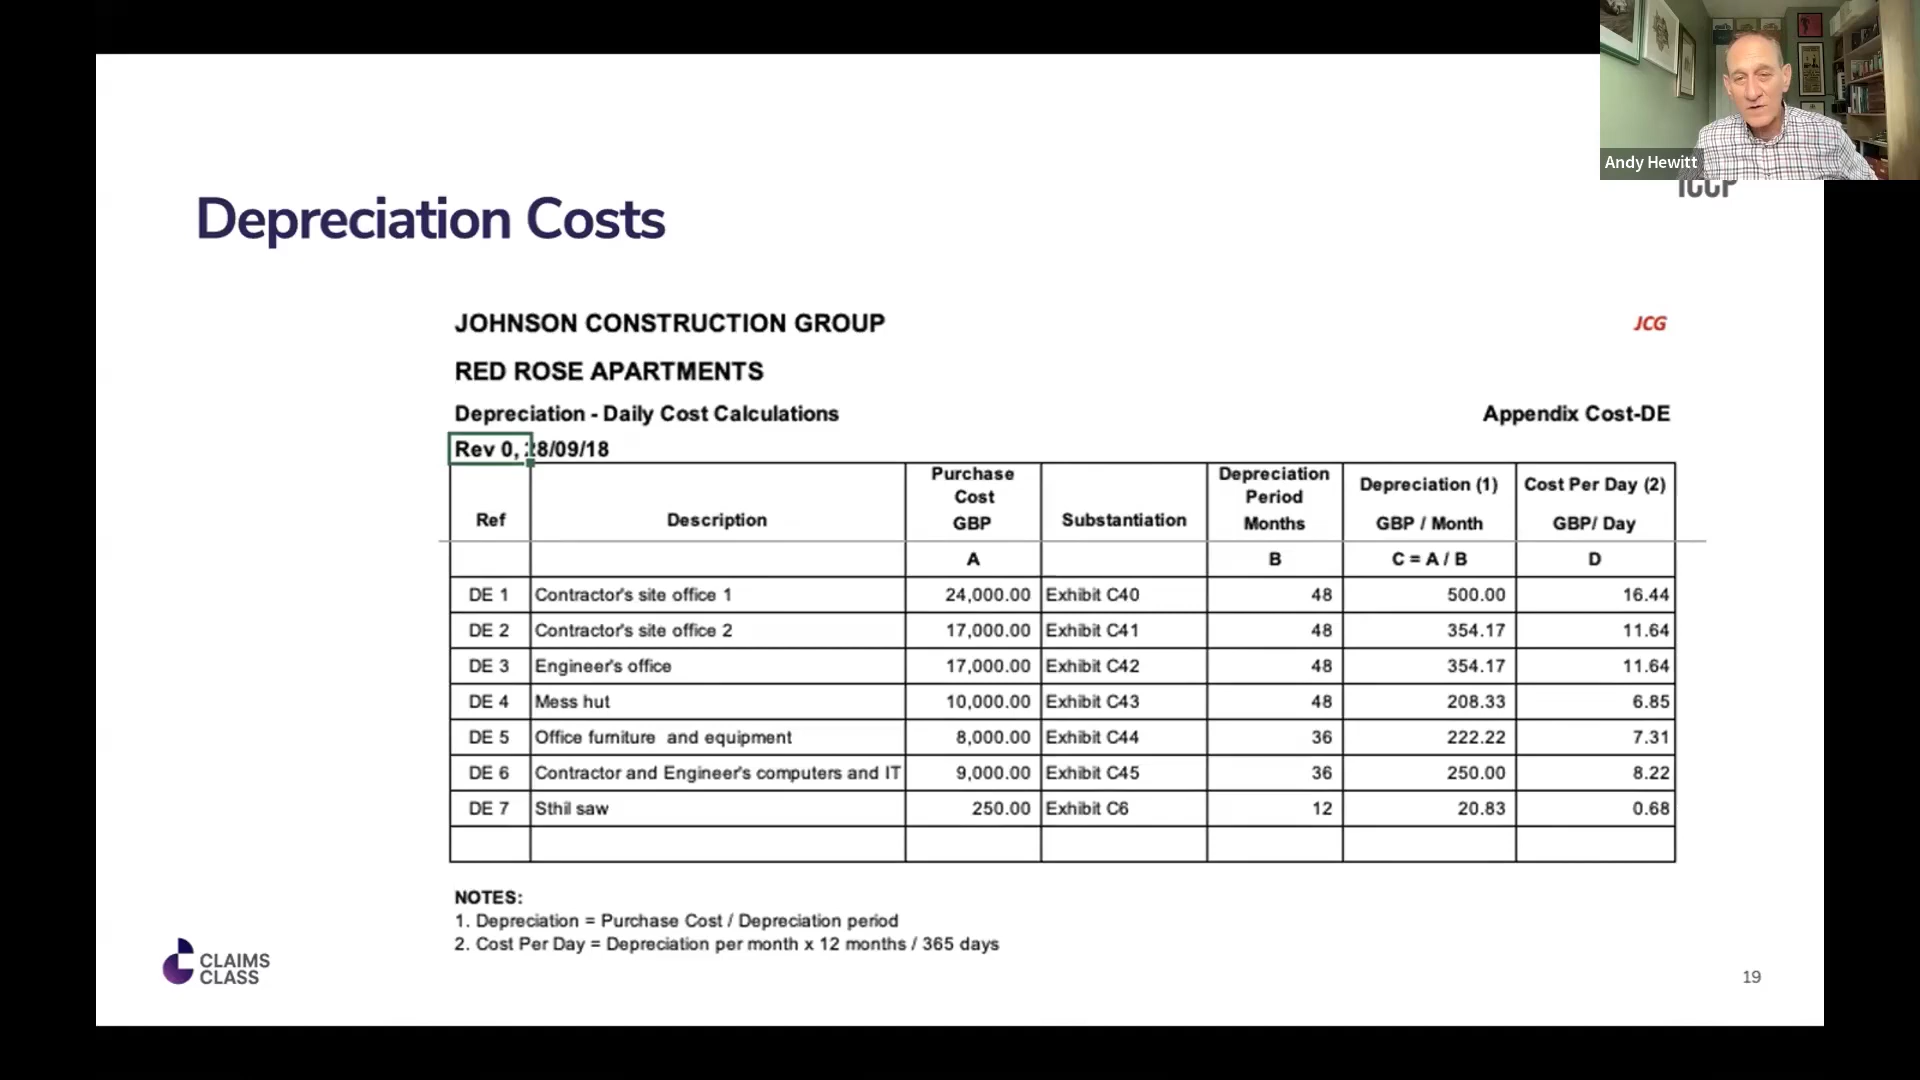 Andy Hewitt
ICCP
Depreciation Costs
JOHNSON CONSTRUCTION GROUP
JCG
RED ROSE APARTMENTS
Depreciation - Daily Cost Calculations
Appendix Cost-DE
Rev 0, 28/09/18
Ref Description Purchase Cost GBP Substantiation Depreciation Period Months Depreciation (1) GBP / Month Cost Per Day (2) GBP/ Day
A B C = A / B D
DE 1 Contractor's site office 1 24,000.00 Exhibit C40 48 500.00 16.44
DE 2 Contractor's site office 2 17,000.00 Exhibit C41 48 354.17 11.64
DE 3 Engineer's office 17,000.00 Exhibit C42 48 354.17 11.64
DE 4 Mess hut 10,000.00 Exhibit C43 48 208.33 6.85
DE 5 Office furniture and equipment 8,000.00 Exhibit C44 36 222.22 7.31
DE 6 Contractor and Engineer's computers and IT 9,000.00 Exhibit C45 36 250.00 8.22
DE 7 Sthil saw 250.00 Exhibit C6 12 20.83 0.68
NOTES:
1. Depreciation = Purchase Cost / Depreciation period
2. Cost Per Day = Depreciation per month x 12 months / 365 days
CLAIMS
CLASS
19